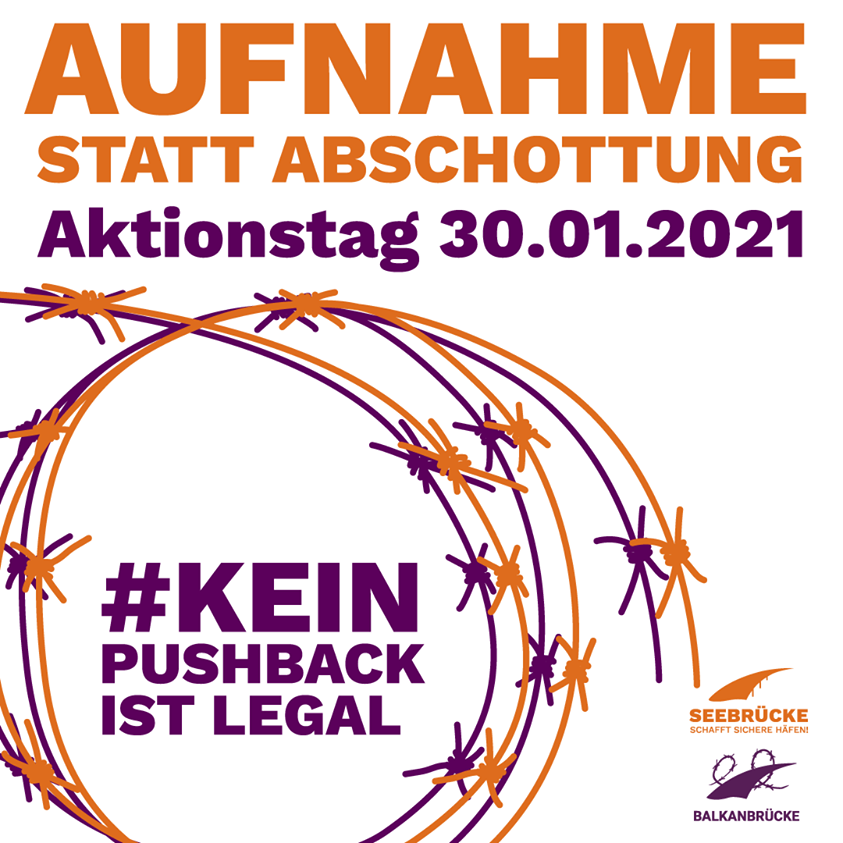 AUFNAHME
STATT ABSCHOTTUNG
Aktionstag 30.01.2021
#KEIN
PUSHBACK
IST LEGAL
SEEBRÜCKE
SCHAFFT SICHERE HÄFEN!
BALKANBRÜCKE